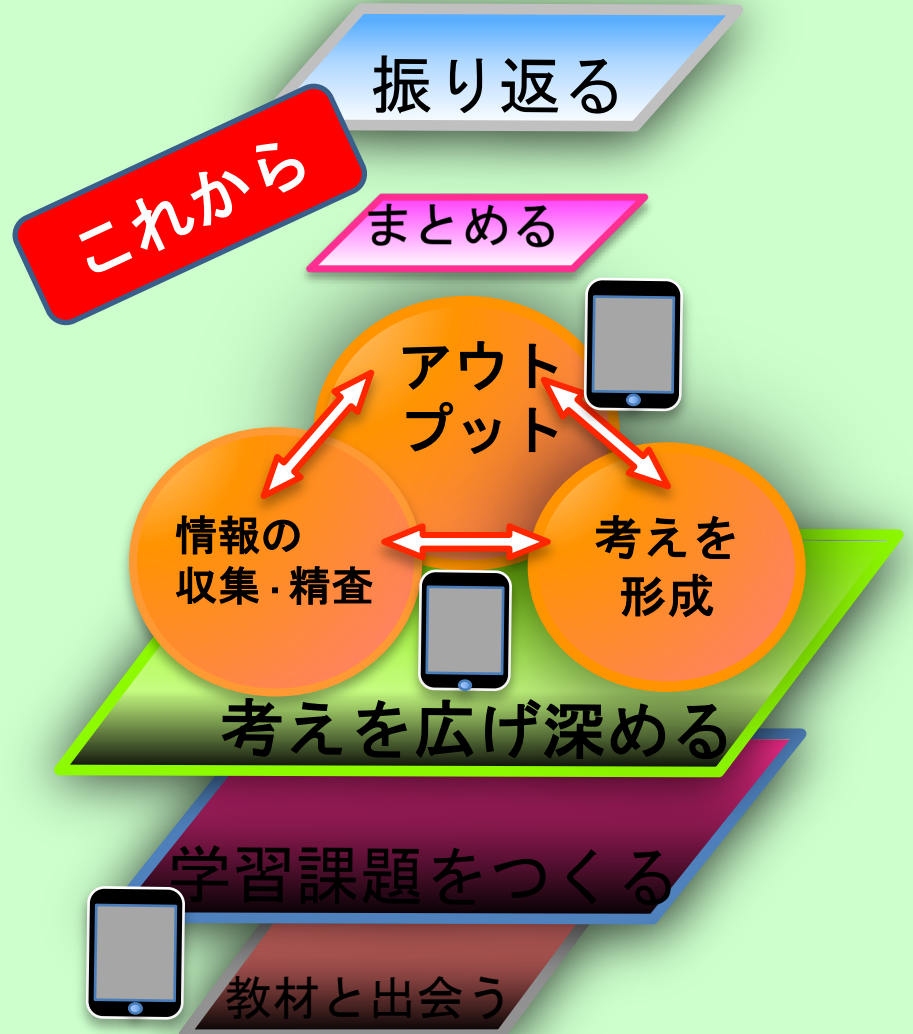 振り返る
これから
まとめる
アウト
プット
情報の
収集・精査
考えを
形成
考えを広げ深める
学習課題をつくる
教材と出会う